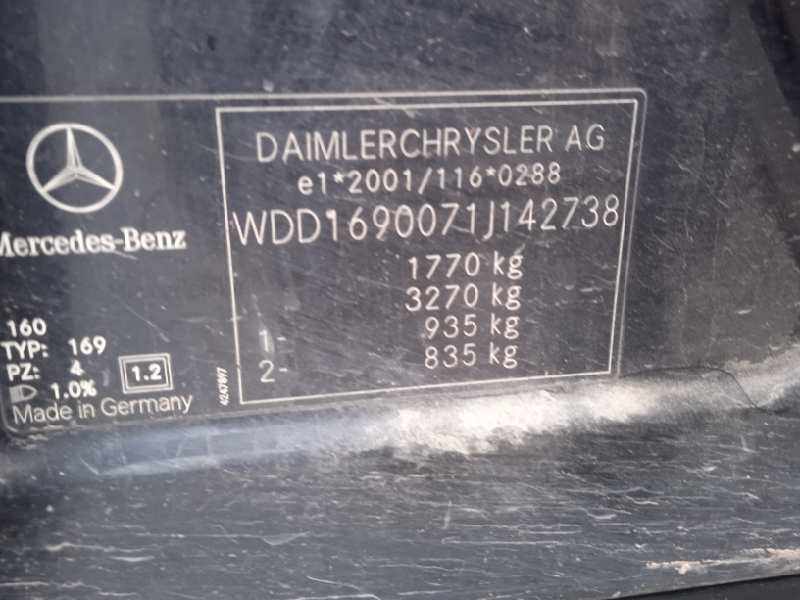 DAIMLERCHRYSLER AG
e1*2001/116*0288
WDD1690071J142738
1770 kg
3270 kg
1- 935 kg
2- 835 kg
Mercedes-Benz
160
TYP: 169
PZ: 4
1.2
1.0%
Made in Germany